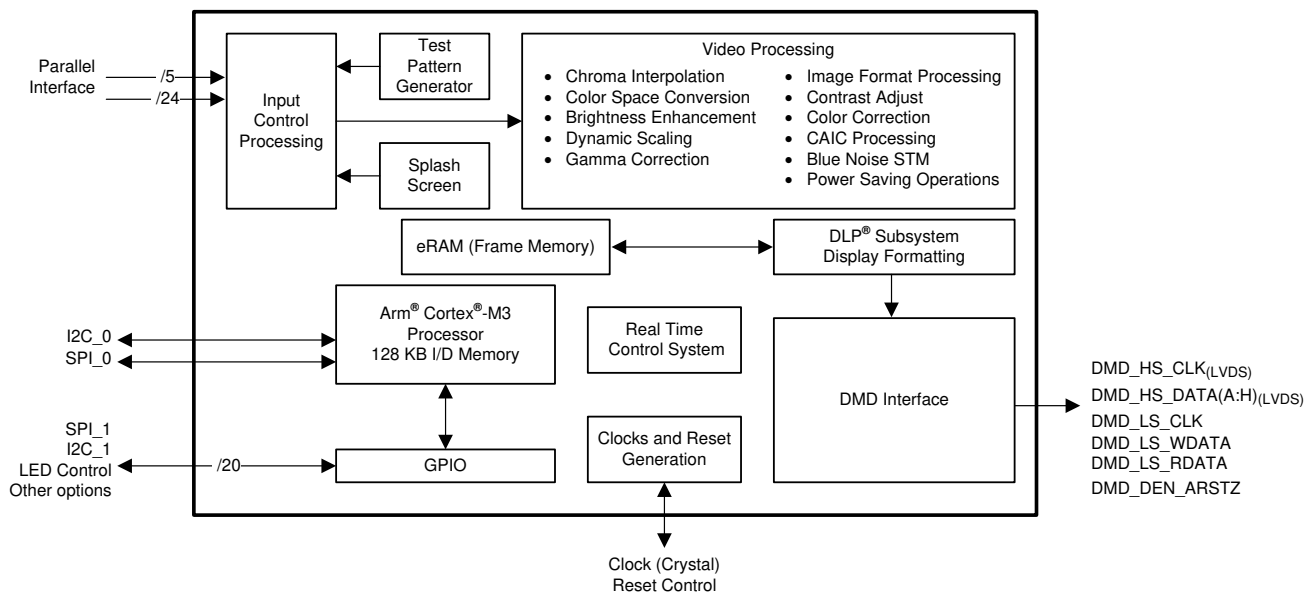 Parallel
Interface
/5
/24
Input
Control
Processing
Test
Pattern
Generator
Splash
Screen
Video Processing
• Chroma Interpolation
• Color Space Conversion
• Brightness Enhancement
• Dynamic Scaling
• Gamma Correction
• Image Format Processing
• Contrast Adjust
• Color Correction
• CAIC Processing
• Blue Noise STM
• Power Saving Operations
eRAM (Frame Memory)
DLP® Subsystem
Display Formatting
I2C_0
SPI_0
Arm® Cortex®-M3
Processor
128 KB I/D Memory
Real Time
Control System
DMD Interface
DMD_HS_CLK(LVDS)
DMD_HS_DATA(A:H)(LVDS)
DMD_LS_CLK
DMD_LS_WDATA
DMD_LS_RDATA
DMD_DEN_ARSTZ
SPI_1
I2C_1
LED Control
Other options
/20
GPIO
Clocks and Reset
Generation
Clock (Crystal)
Reset Control